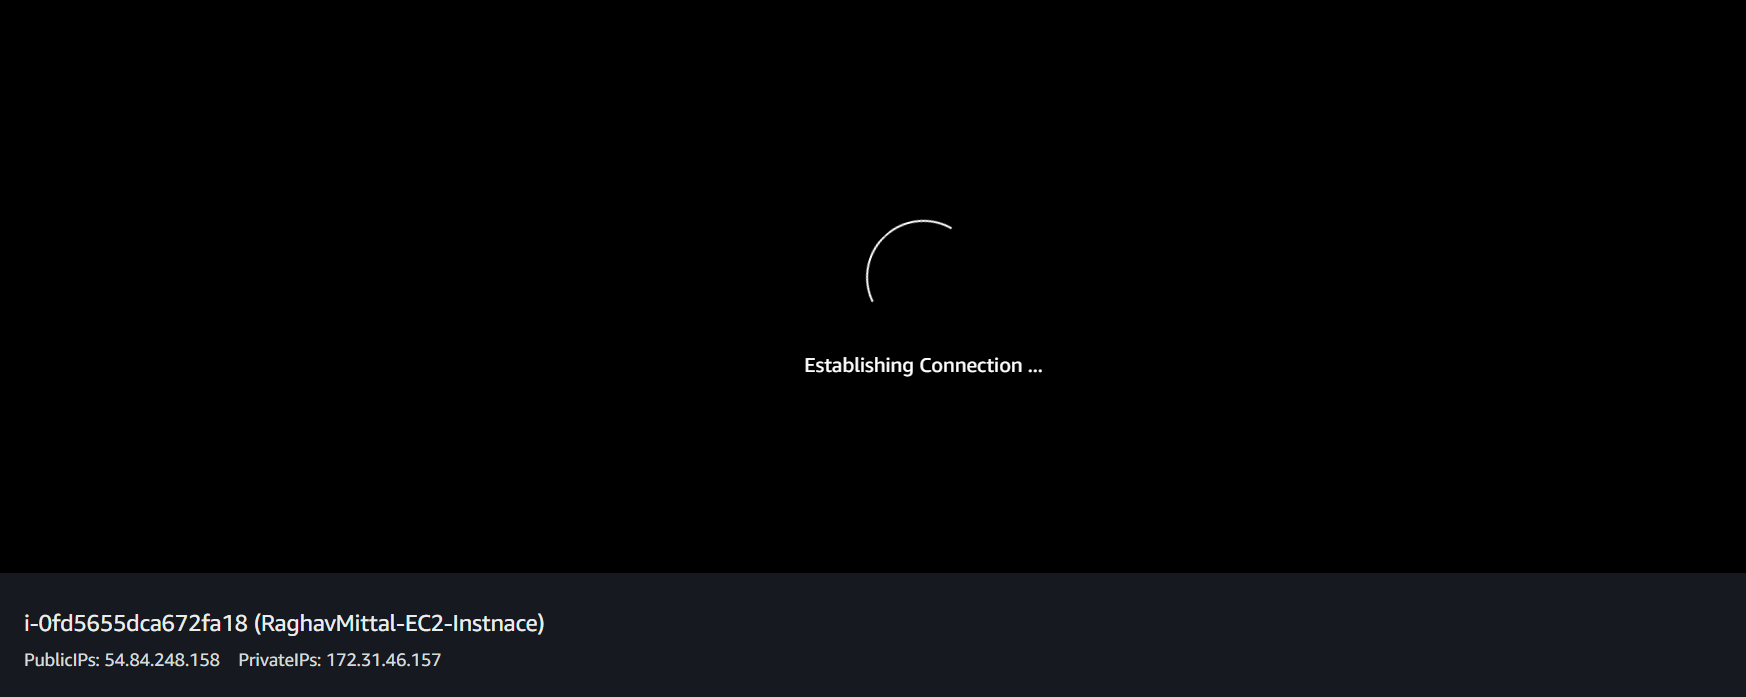 Establishing Connection ...
i-0fd5655dca672fa18 (RaghavMittal-EC2-Instnace)
PublicIPs: 54.84.248.158 PrivateIPs: 172.31.46.157